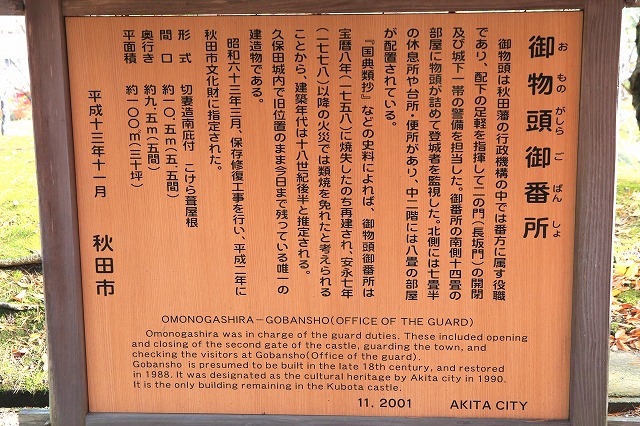 御物頭御番所
お もの がしら ご ばん しょ
御物頭は秋田藩の行政機構の中では番方に属す役職
であり、配下の足軽を指揮して二の門(長坂門)の開閉
及び城下一帯の警備を担当した。御番所の南側十四畳の
部屋に物頭が詰めて登城者を監視した。北側には七畳半
の休息所や台所・便所があり、中二階には八畳の部屋
が配置されている。
『国典類抄』などの史料によれば、御物頭御番所は
宝暦八年(一七五八)に焼失したのち再建され、安永七年
(一七七八)以降の火災では類焼を免れたと考えられる
ことから、建築年代は十八世紀後半と推定される。
久保田城内で旧位置のまま今日まで残つている唯一の
建造物である。
昭和六十三年三月、保存修復工事を行い、平成二年に
秋田市文化財に指定された。
形式 切妻造南庇付 こけら葺屋根
間口 約一〇.五m(五.五間)
奥行き 約九.五m(五間)
平面積 約一〇〇㎡(三十坪)
平成十三年十一月 秋田市
OMONOGASHIRA-GOBANSHO(OFFICE OF THE GUARD)
Omonogashira was in charge of the guard duties. These included opening
and closing of the second gate of the castle, guarding the town, and
checking the visitors at Gobansho(Office of the guard).
Gobansho is presumed to be built in the late 18th century, and restored
in 1988. It was designated as the cultural heritage by Akita city in 1990.
It is the only building remaining in the Kubota castle.
11. 2001 AKITA CITY